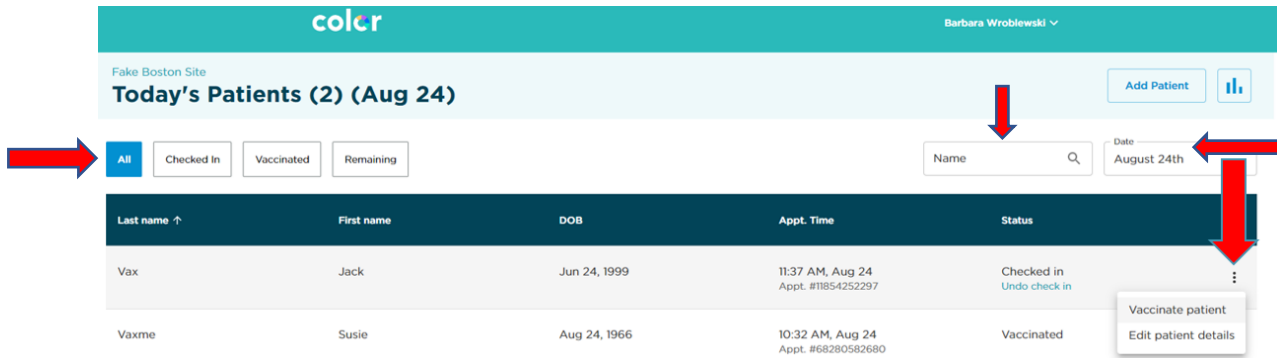 color
Barbara Wroblewski
Fake Boston Site
Today's Patients (2) (Aug 24)
Add Patient
All Checked In Vaccinated Remaining
Name
Date
August 24th
Last name ↑ First name DOB Appt. Time Status
Vax Jack Jun 24, 1999 11:37 AM, Aug 24 Checked in
Appt. #11854252297 Undo check in
Vaccinate patient
Vaxme Susie Aug 24, 1966 10:32 AM, Aug 24 Vaccinated Edit patient details
Appt. #68280582680